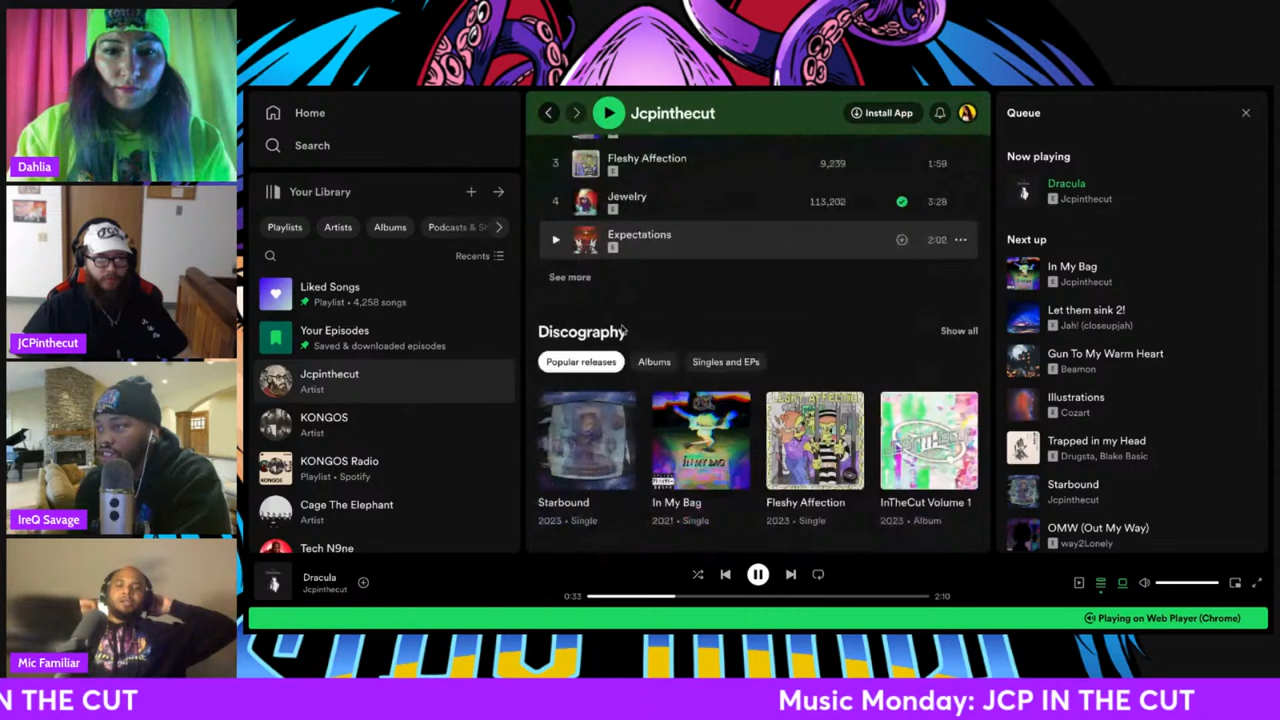 Dahlia
JCPinthecut
IreQ Savage
Mic Familiar
Home
Search
Your Library
Playlists
Artists
Albums
Podcasts & Sh
Recents
Liked Songs
Playlist • 4,258 songs
Your Episodes
Saved & downloaded episodes
Jcpinthecut
Artist
KONGOS
Artist
KONGOS Radio
Playlist • Spotify
Cage The Elephant
Artist
Tech N9ne
Jcpinthecut
Install App
3 Fleshy Affection 9,239 1:59
E
4 Jewelry 113,202 3:28
E
Expectations 2:02
E
See more
Discography Show all
Popular releases Albums Singles and EPs
Starbound
2023 • Single
In My Bag
2021 • Single
Fleshy Affection
2023 • Single
InTheCut Volume 1
2023 • Album
Queue
Now playing
Dracula
E Jcpinthecut
Next up
In My Bag
E Jcpinthecut
Let them sink 2!
E Jah! (closeupjah)
Gun To My Warm Heart
E Beamon
Illustrations
E Cozart
Trapped in my Head
E Drugsta, Blake Basic
Starbound
Jcpinthecut
OMW (Out My Way)
E way2Lonely
Dracula
Jcpinthecut
0:33 2:10
Playing on Web Player (Chrome)
N THE CUT Music Monday: JCP IN THE CUT